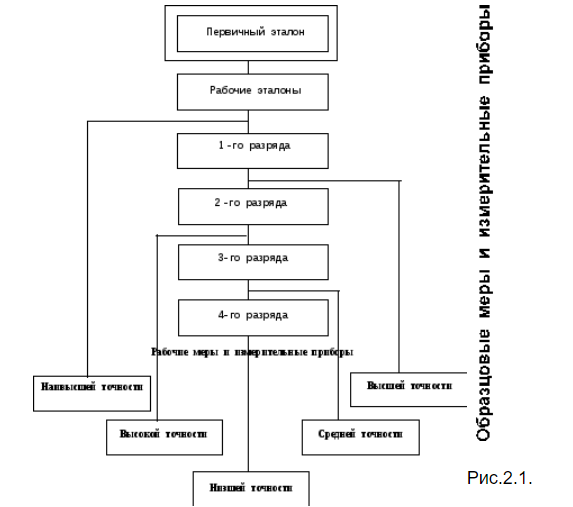 Первичный эталон
Рабочие эталоны
1-го разряда
2-го разряда
3-го разряда
4-го разряда
Рабочие меры и измерительные приборы
Наивысшей точности
Высшей точности
Высокой точности
Средней точности
Низшей точности
Образцовые меры и измерительные приборы
Рис.2.1.